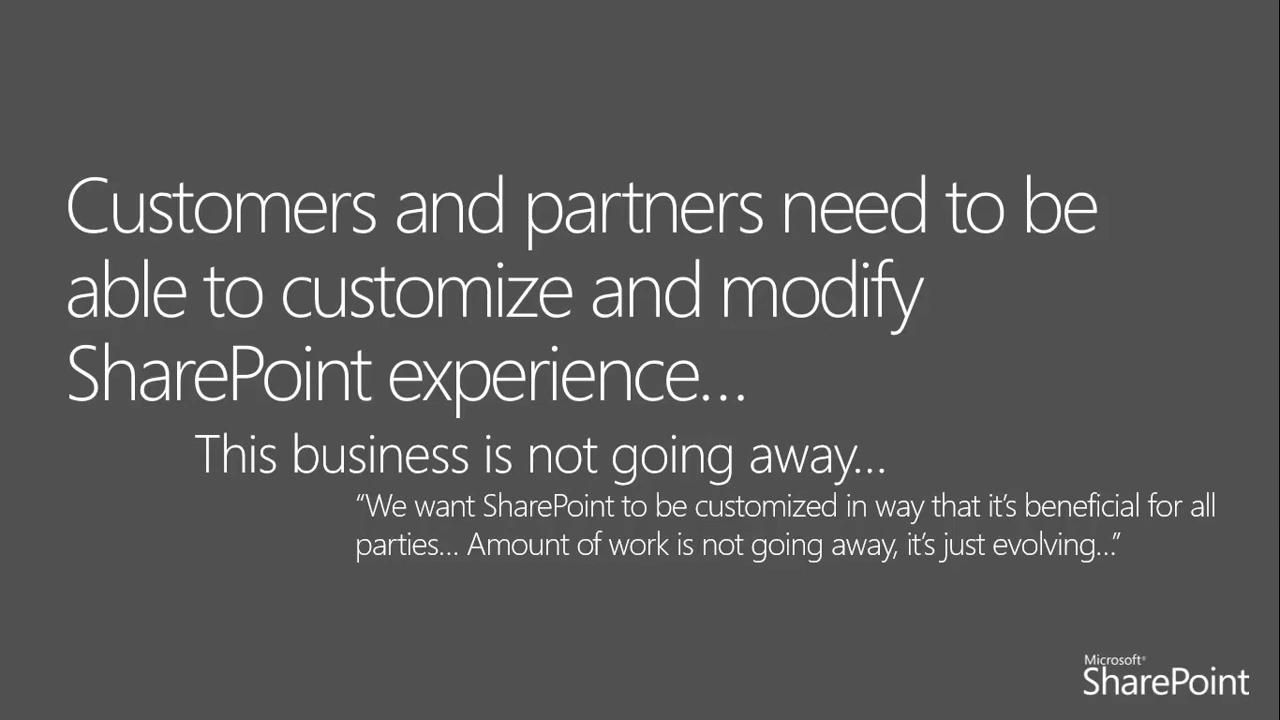 Customers and partners need to be
able to customize and modify
SharePoint experience...
This business is not going away...
“We want SharePoint to be customized in way that it’s beneficial for all
parties... Amount of work is not going away, it’s just evolving...”
Microsoft®
SharePoint